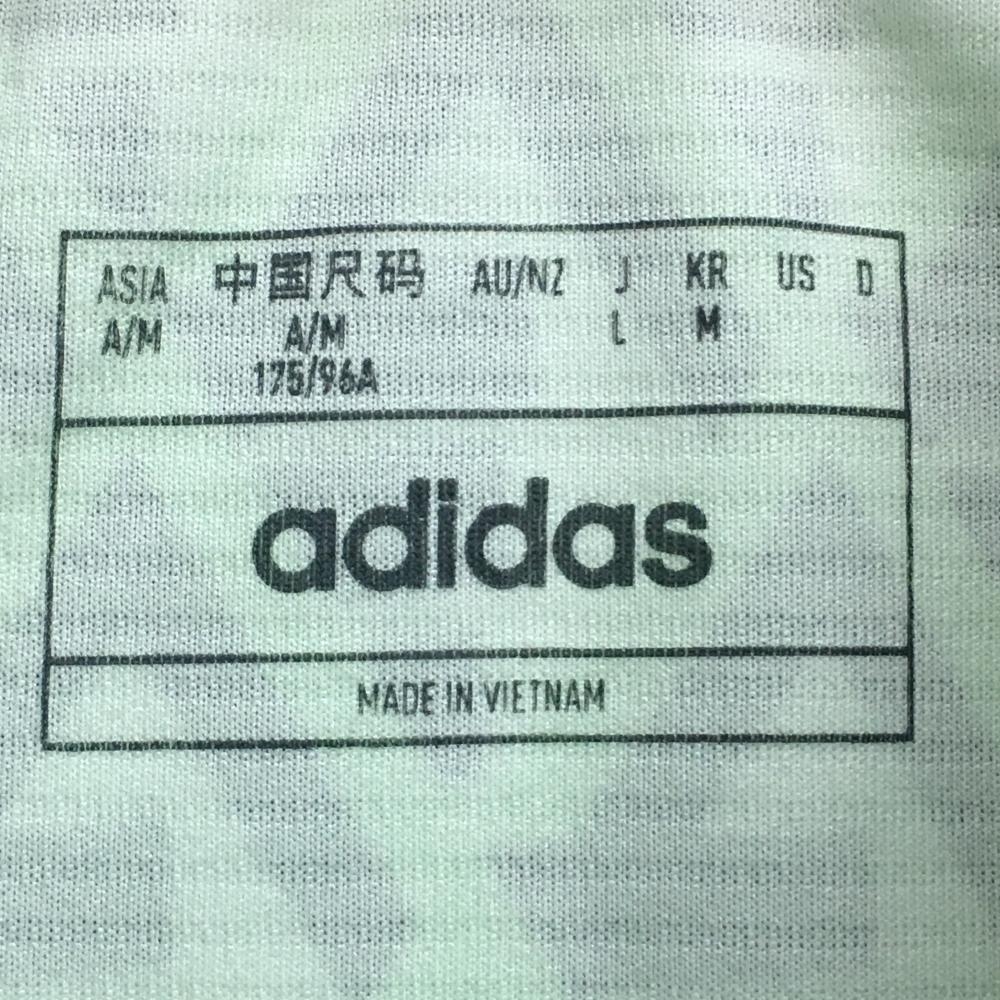 ASIA 中国尺码 AU/NZ J KR US D
A/M A/M L M
175/96A
adidas
MADE IN VIETNAM